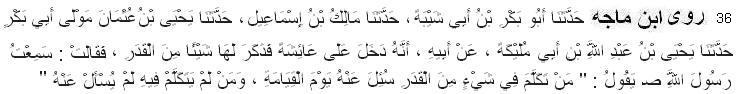 36 روى ابن ماجه حَدَّثَنَا أَبُو بَكْرِ بْنُ أَبِي شَيْبَةَ ، حَدَّثَنَا مَالِكُ بْنُ إِسْمَاعِيلَ ، حَدَّثَنَا يَحْيَى بْنُ عُثْمَانَ مَوْلَى أَبِي بَكْرٍ
حَدَّثَنَا يَحْيَى بْنُ عَبْدِ اللَّهِ بْنِ أَبِي مُلَيْكَةَ ، عَنْ أَبِيهِ ، أَنَّهُ دَخَلَ عَلَى عَائِشَةَ فَذَكَرَ لَهَا شَيْئًا مِنَ الْقَدَرِ ، فَقَالَتْ : سَمِعْتُ
رَسُولَ اللَّهِ صـ يَقُولُ : " مَنْ تَكَلَّمَ فِي شَيْءٍ مِنَ الْقَدَرِ سُئِلَ عَنْهُ يَوْمَ الْقِيَامَةِ ، وَمَنْ لَمْ يَتَكَلَّمْ فِيهِ لَمْ يُسْأَلْ عَنْهُ "